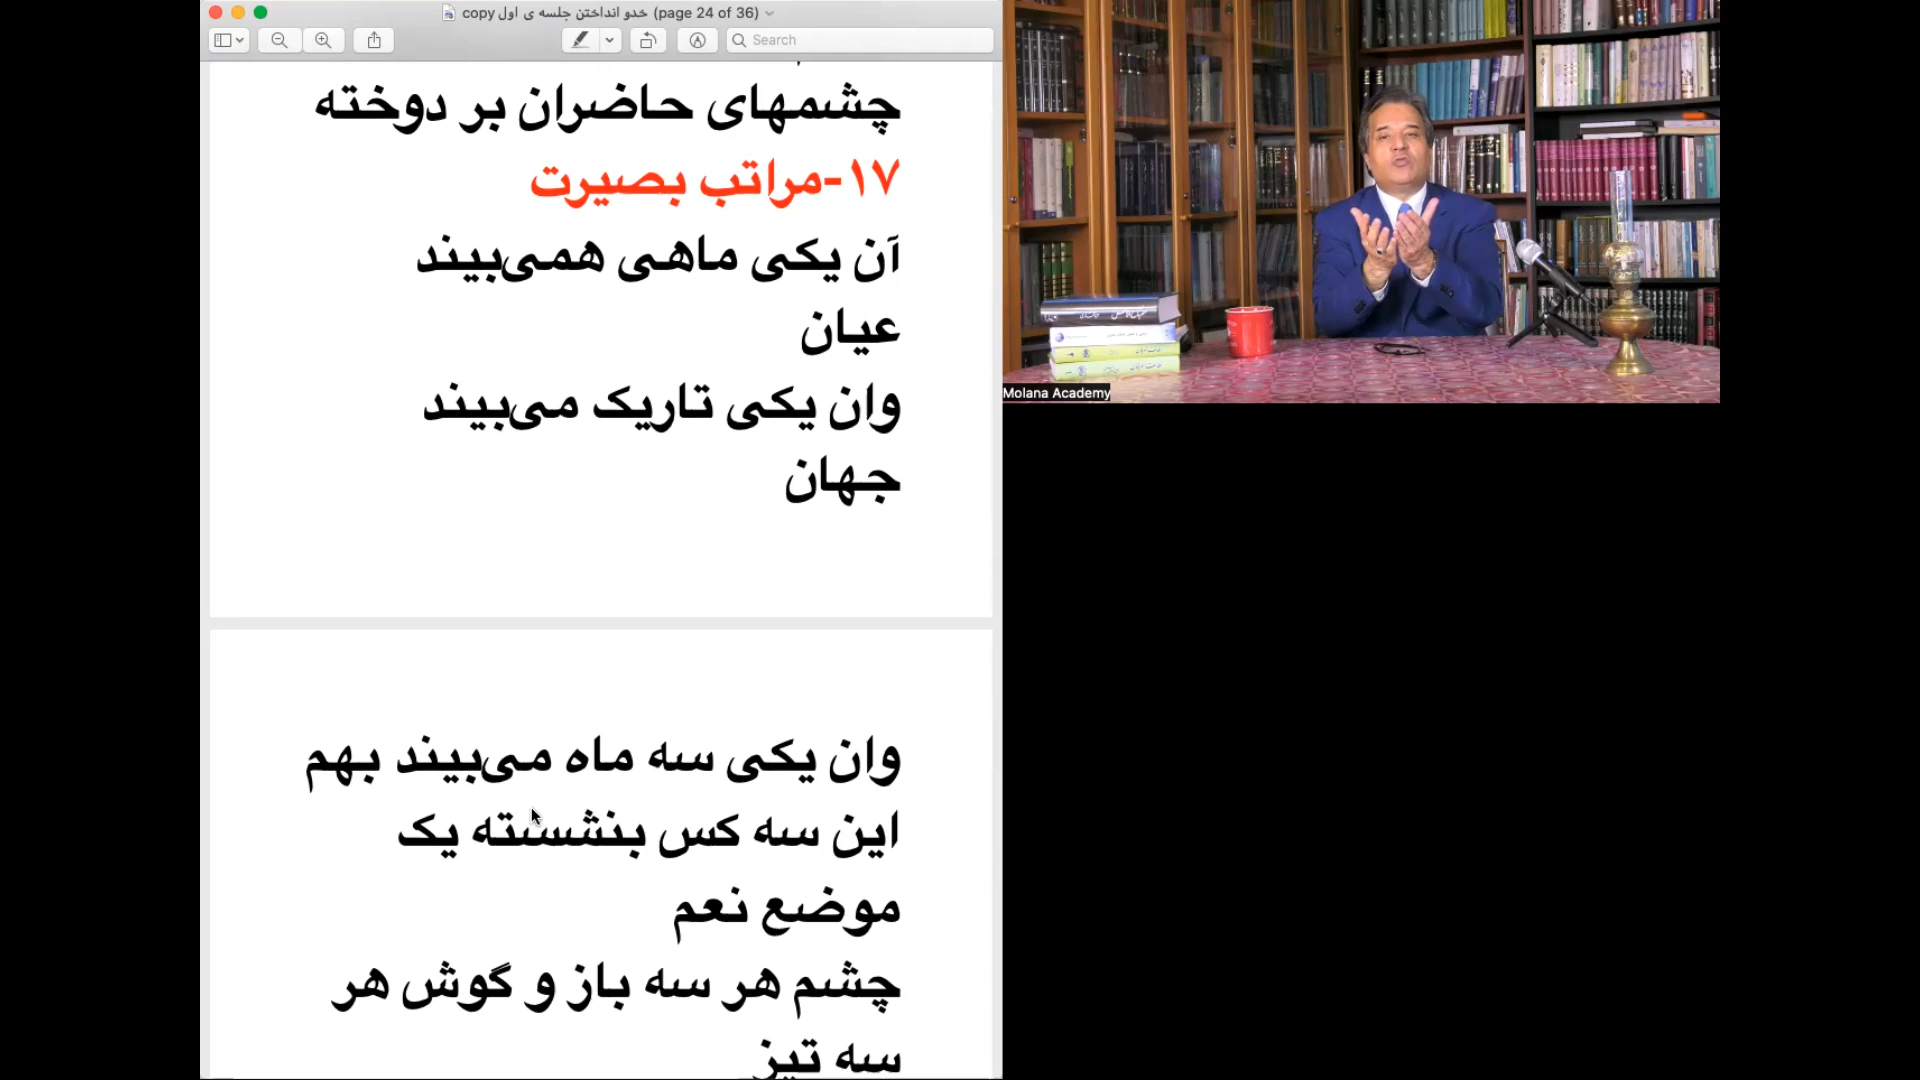 خدو انداختن جلسه ی اول copy (page 24 of 36)
Search
چشمهای حاضران بر دوخته
۱۷-مراتب بصیرت
آن یکی ماهی همی‌بیند
عیان
وان یکی تاریک می‌بیند
جهان
وان یکی سه ماه می‌بیند بهم
این سه کس بنشسته یک
موضع نعم
چشم هر سه باز و گوش هر
سه تیز
Molana Academy